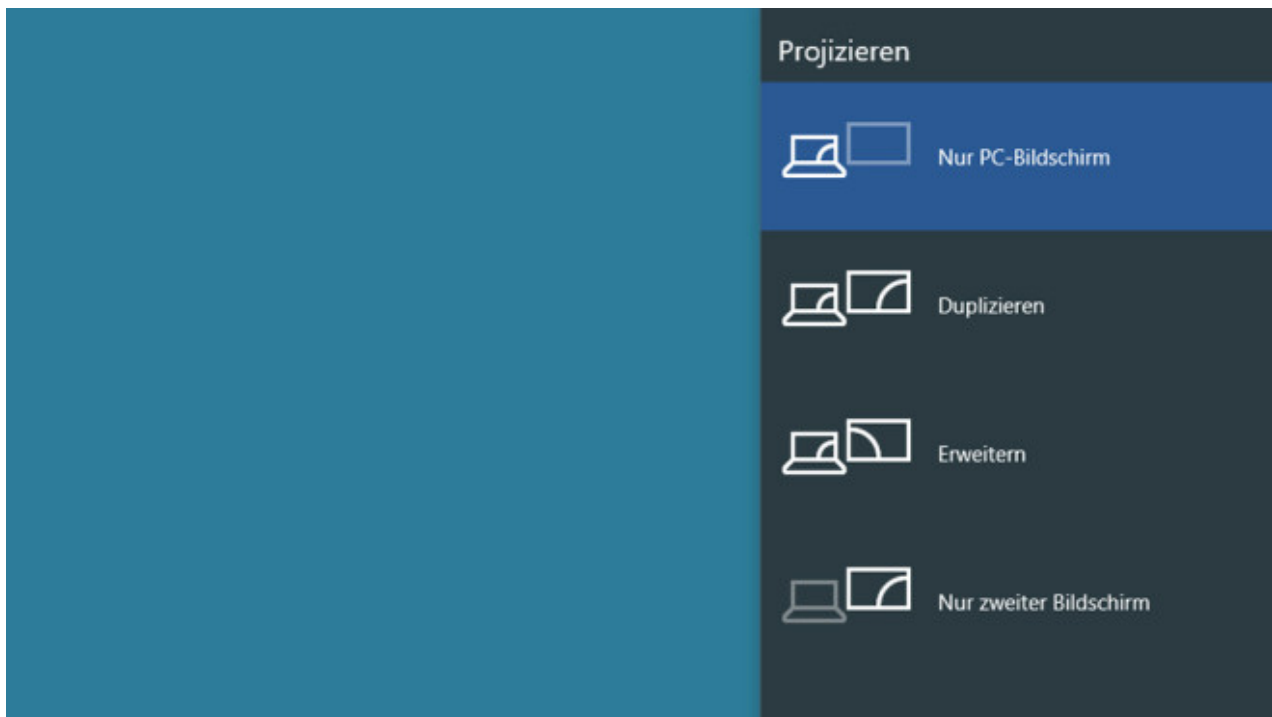 Projizieren
Nur PC-Bildschirm
Duplizieren
Erweitern
Nur zweiter Bildschirm